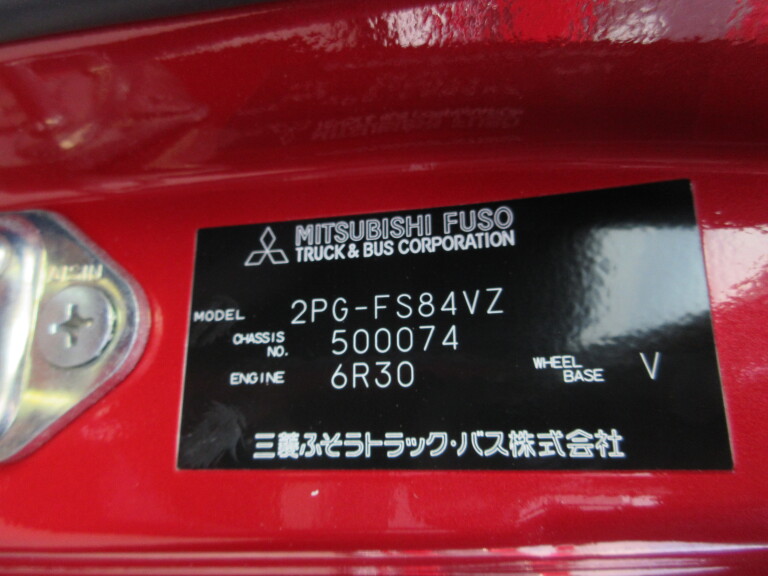 MITSUBISHI FUSO
TRUCK & BUS CORPORATION
MODEL 2PG-FS84VZ
CHASSIS NO. 500074
ENGINE 6R30 WHEEL BASE V
三菱ふそうトラック・バス株式会社